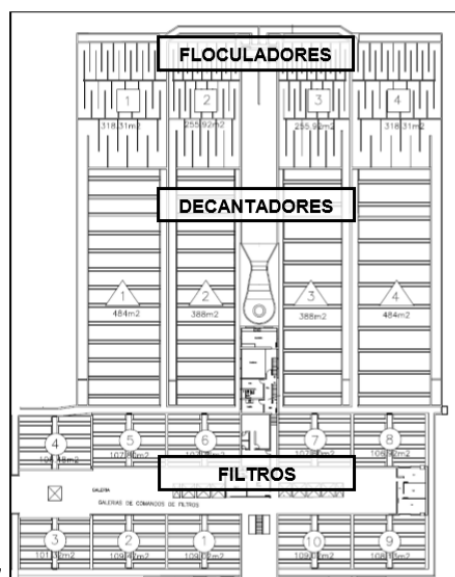 FLOCULADORES
1
2
3
4
318,31m2
255,92m2
255,92m2
318,31m2
DECANTADORES
1
2
3
4
484m2
388m2
388m2
484m2
4
5
6
7
8
FILTROS
GALERIA
GALERIAS DE COMANDOS DE FILTROS
3
2
1
10
9